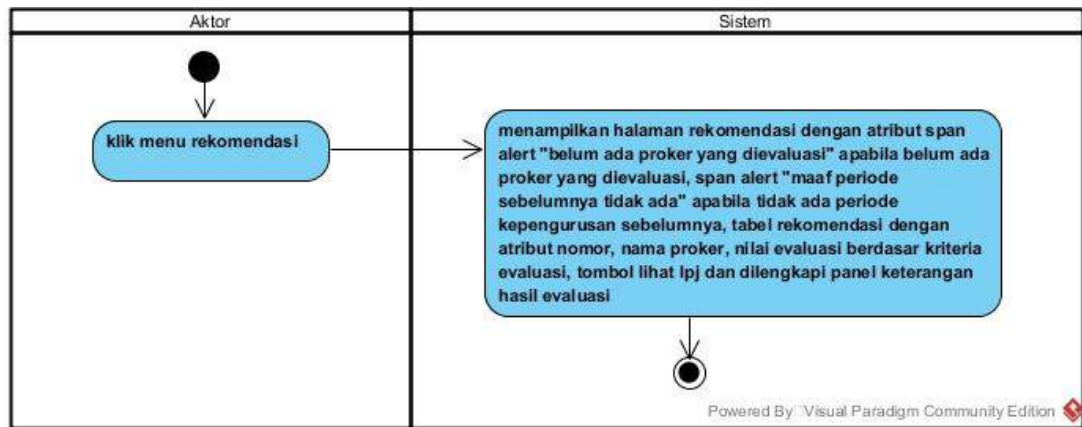 Aktor
Sistem
klik menu rekomendasi
menampilkan halaman rekomendasi dengan atribut span
alert "belum ada proker yang dievaluasi" apabila belum ada
proker yang dievaluasi, span alert "maaf periode
sebelumnya tidak ada" apabila tidak ada periode
kepengurusan sebelumnya, tabel rekomendasi dengan
atribut nomor, nama proker, nilai evaluasi berdasar kriteria
evaluasi, tombol lihat lpj dan dilengkapi panel keterangan
hasil evaluasi
Powered By Visual Paradigm Community Edition